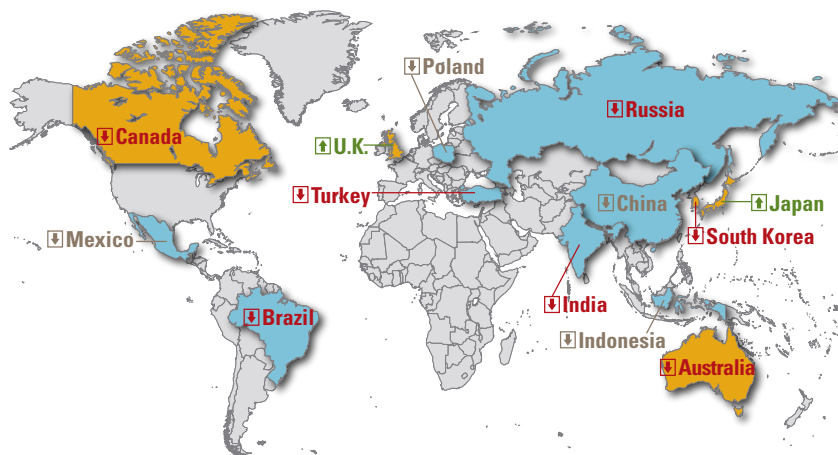 Poland
Russia
Canada
U.K.
Turkey
China
Japan
Mexico
South Korea
India
Brazil
Indonesia
Australia